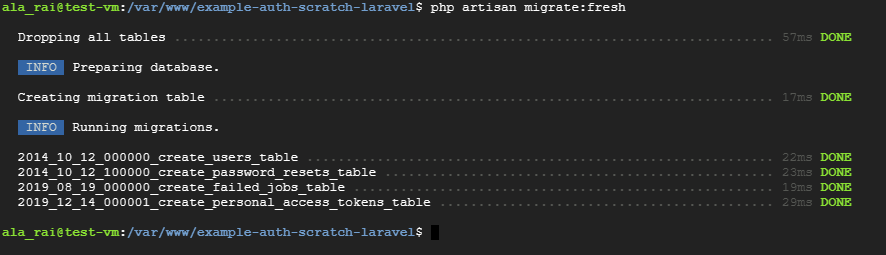 ala_rai@test-vm:/var/www/example-auth-scratch-laravel$ php artisan migrate:fresh
Dropping all tables ............................................................................. 57ms DONE
INFO Preparing database.
Creating migration table ........................................................................ 17ms DONE
INFO Running migrations.
2014_10_12_000000_create_users_table ............................................................ 22ms DONE
2014_10_12_100000_create_password_resets_table .................................................. 23ms DONE
2019_08_19_000000_create_failed_jobs_table ...................................................... 19ms DONE
2019_12_14_000001_create_personal_access_tokens_table ........................................... 29ms DONE
ala_rai@test-vm:/var/www/example-auth-scratch-laravel$